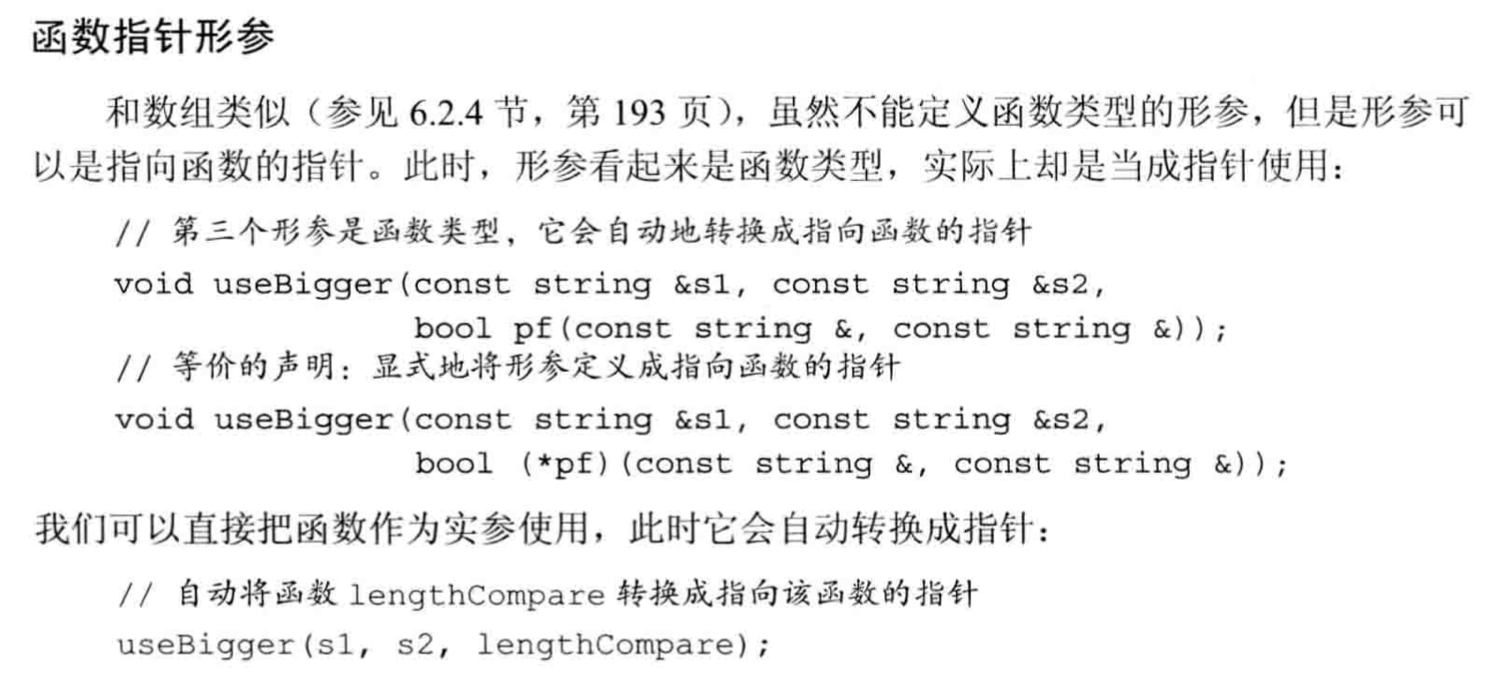 函数指针形参
和数组类似（参见 6.2.4 节，第 193 页），虽然不能定义函数类型的形参，但是形参可
以是指向函数的指针。此时，形参看起来是函数类型，实际上却是当成指针使用：
// 第三个形参是函数类型，它会自动地转换成指向函数的指针
void useBigger(const string &s1, const string &s2,
bool pf(const string &, const string &));
// 等价的声明：显式地将形参定义成指向函数的指针
void useBigger(const string &s1, const string &s2,
bool (*pf)(const string &, const string &));
我们可以直接把函数作为实参使用，此时它会自动转换成指针：
// 自动将函数 lengthCompare 转换成指向该函数的指针
useBigger(s1, s2, lengthCompare);